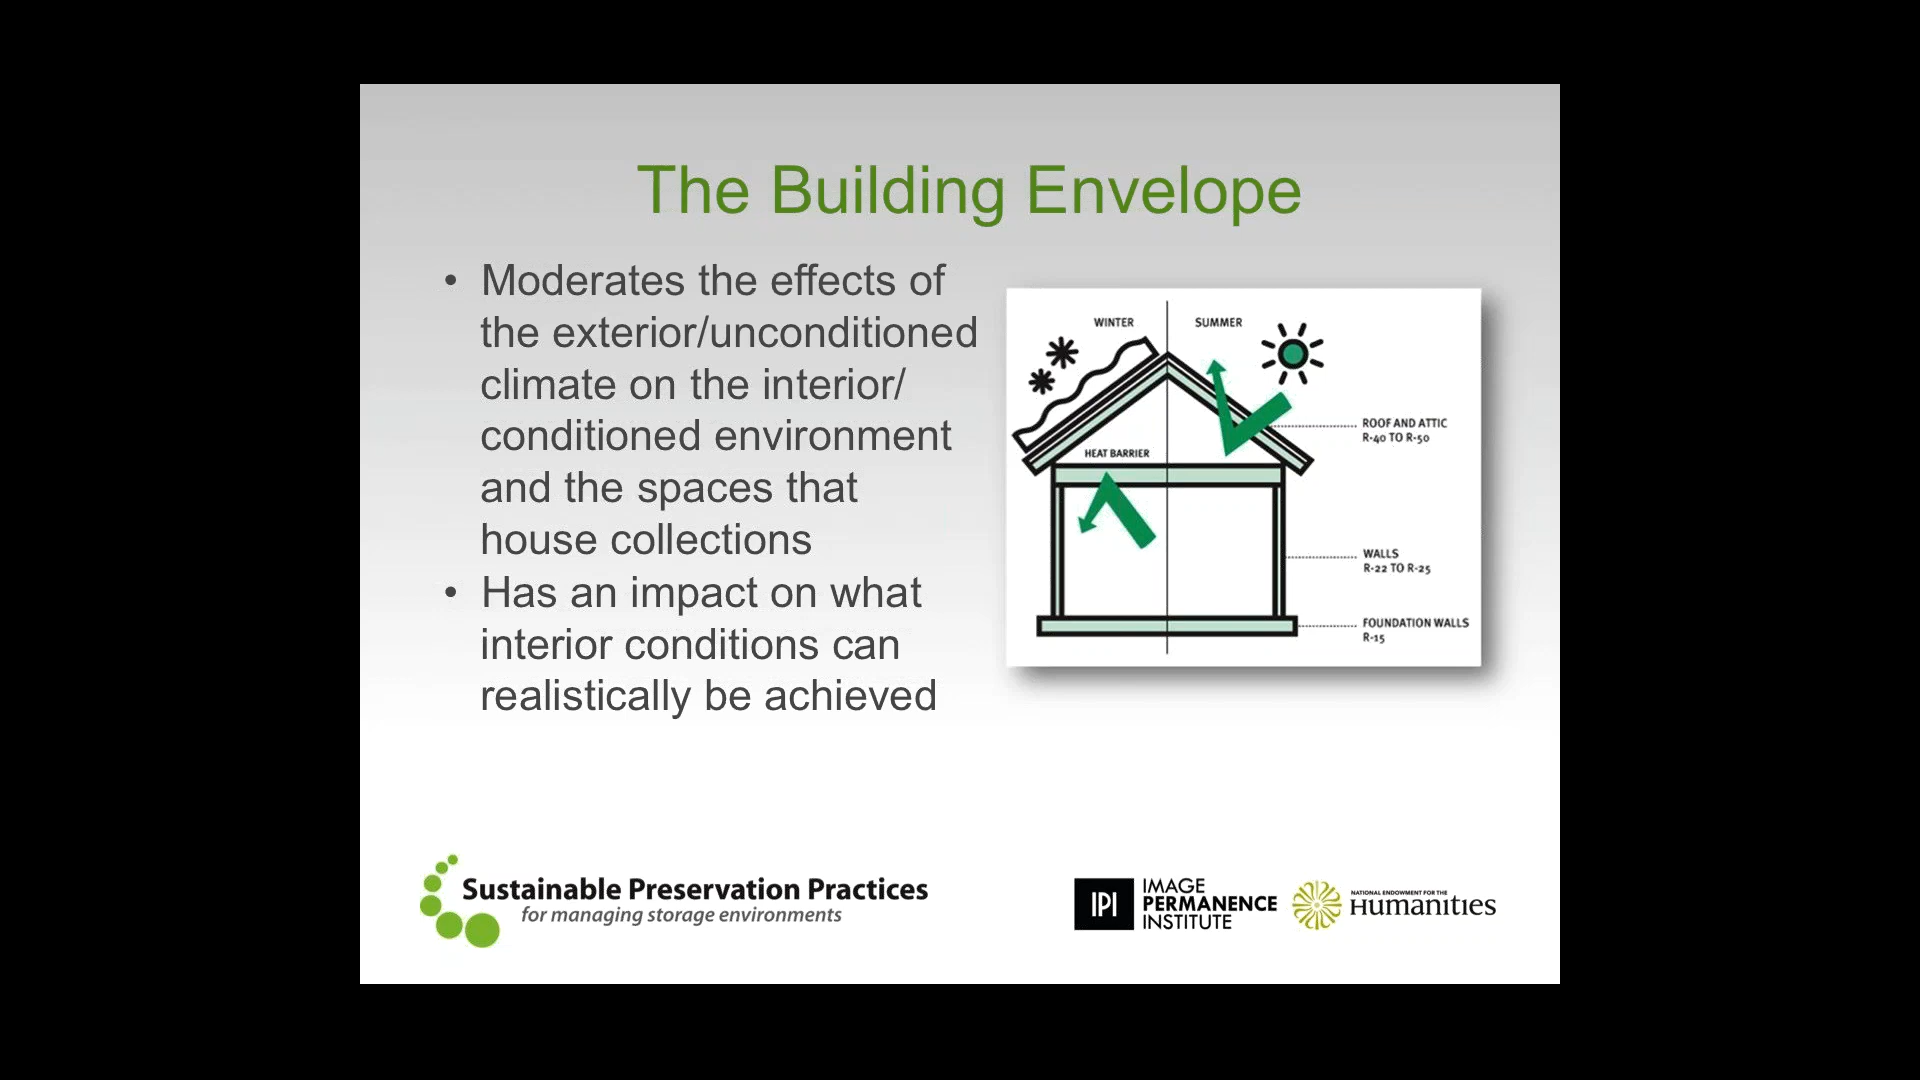 The Building Envelope
• Moderates the effects of
the exterior/unconditioned
climate on the interior/
conditioned environment
and the spaces that
house collections
• Has an impact on what
interior conditions can
realistically be achieved
WINTER
SUMMER
HEAT BARRIER
ROOF AND ATTIC
R-40 TO R-50
WALLS
R-22 TO R-25
FOUNDATION WALLS
R-15
Sustainable Preservation Practices
for managing storage environments
IPI
IMAGE
PERMANENCE
INSTITUTE
NATIONAL ENDOWMENT FOR THE
Humanities